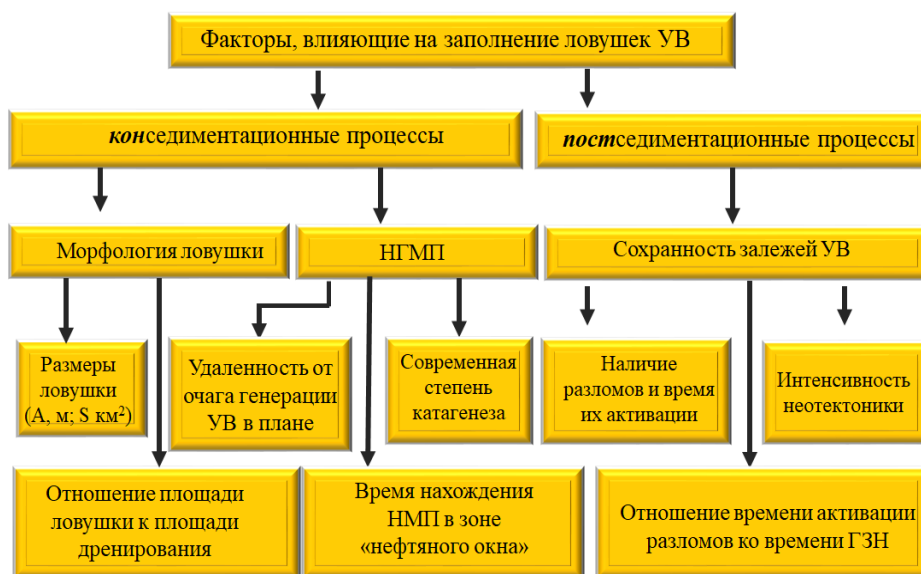 Факторы, влияющие на заполнение ловушек УВ
конседиментационные процессы
постседиментационные процессы
Морфология ловушки
НГМП
Сохранность залежей УВ
Размеры
ловушки
(А, м; S км²)
Удаленность от
очага генерации
УВ в плане
Современная
степень
катагенеза
Наличие
разломов и время
их активации
Интенсивность
неотектоники
Отношение площади
ловушки к площади
дренирования
Время нахождения
НМП в зоне
«нефтяного окна»
Отношение времени активации
разломов ко времени ГЗН